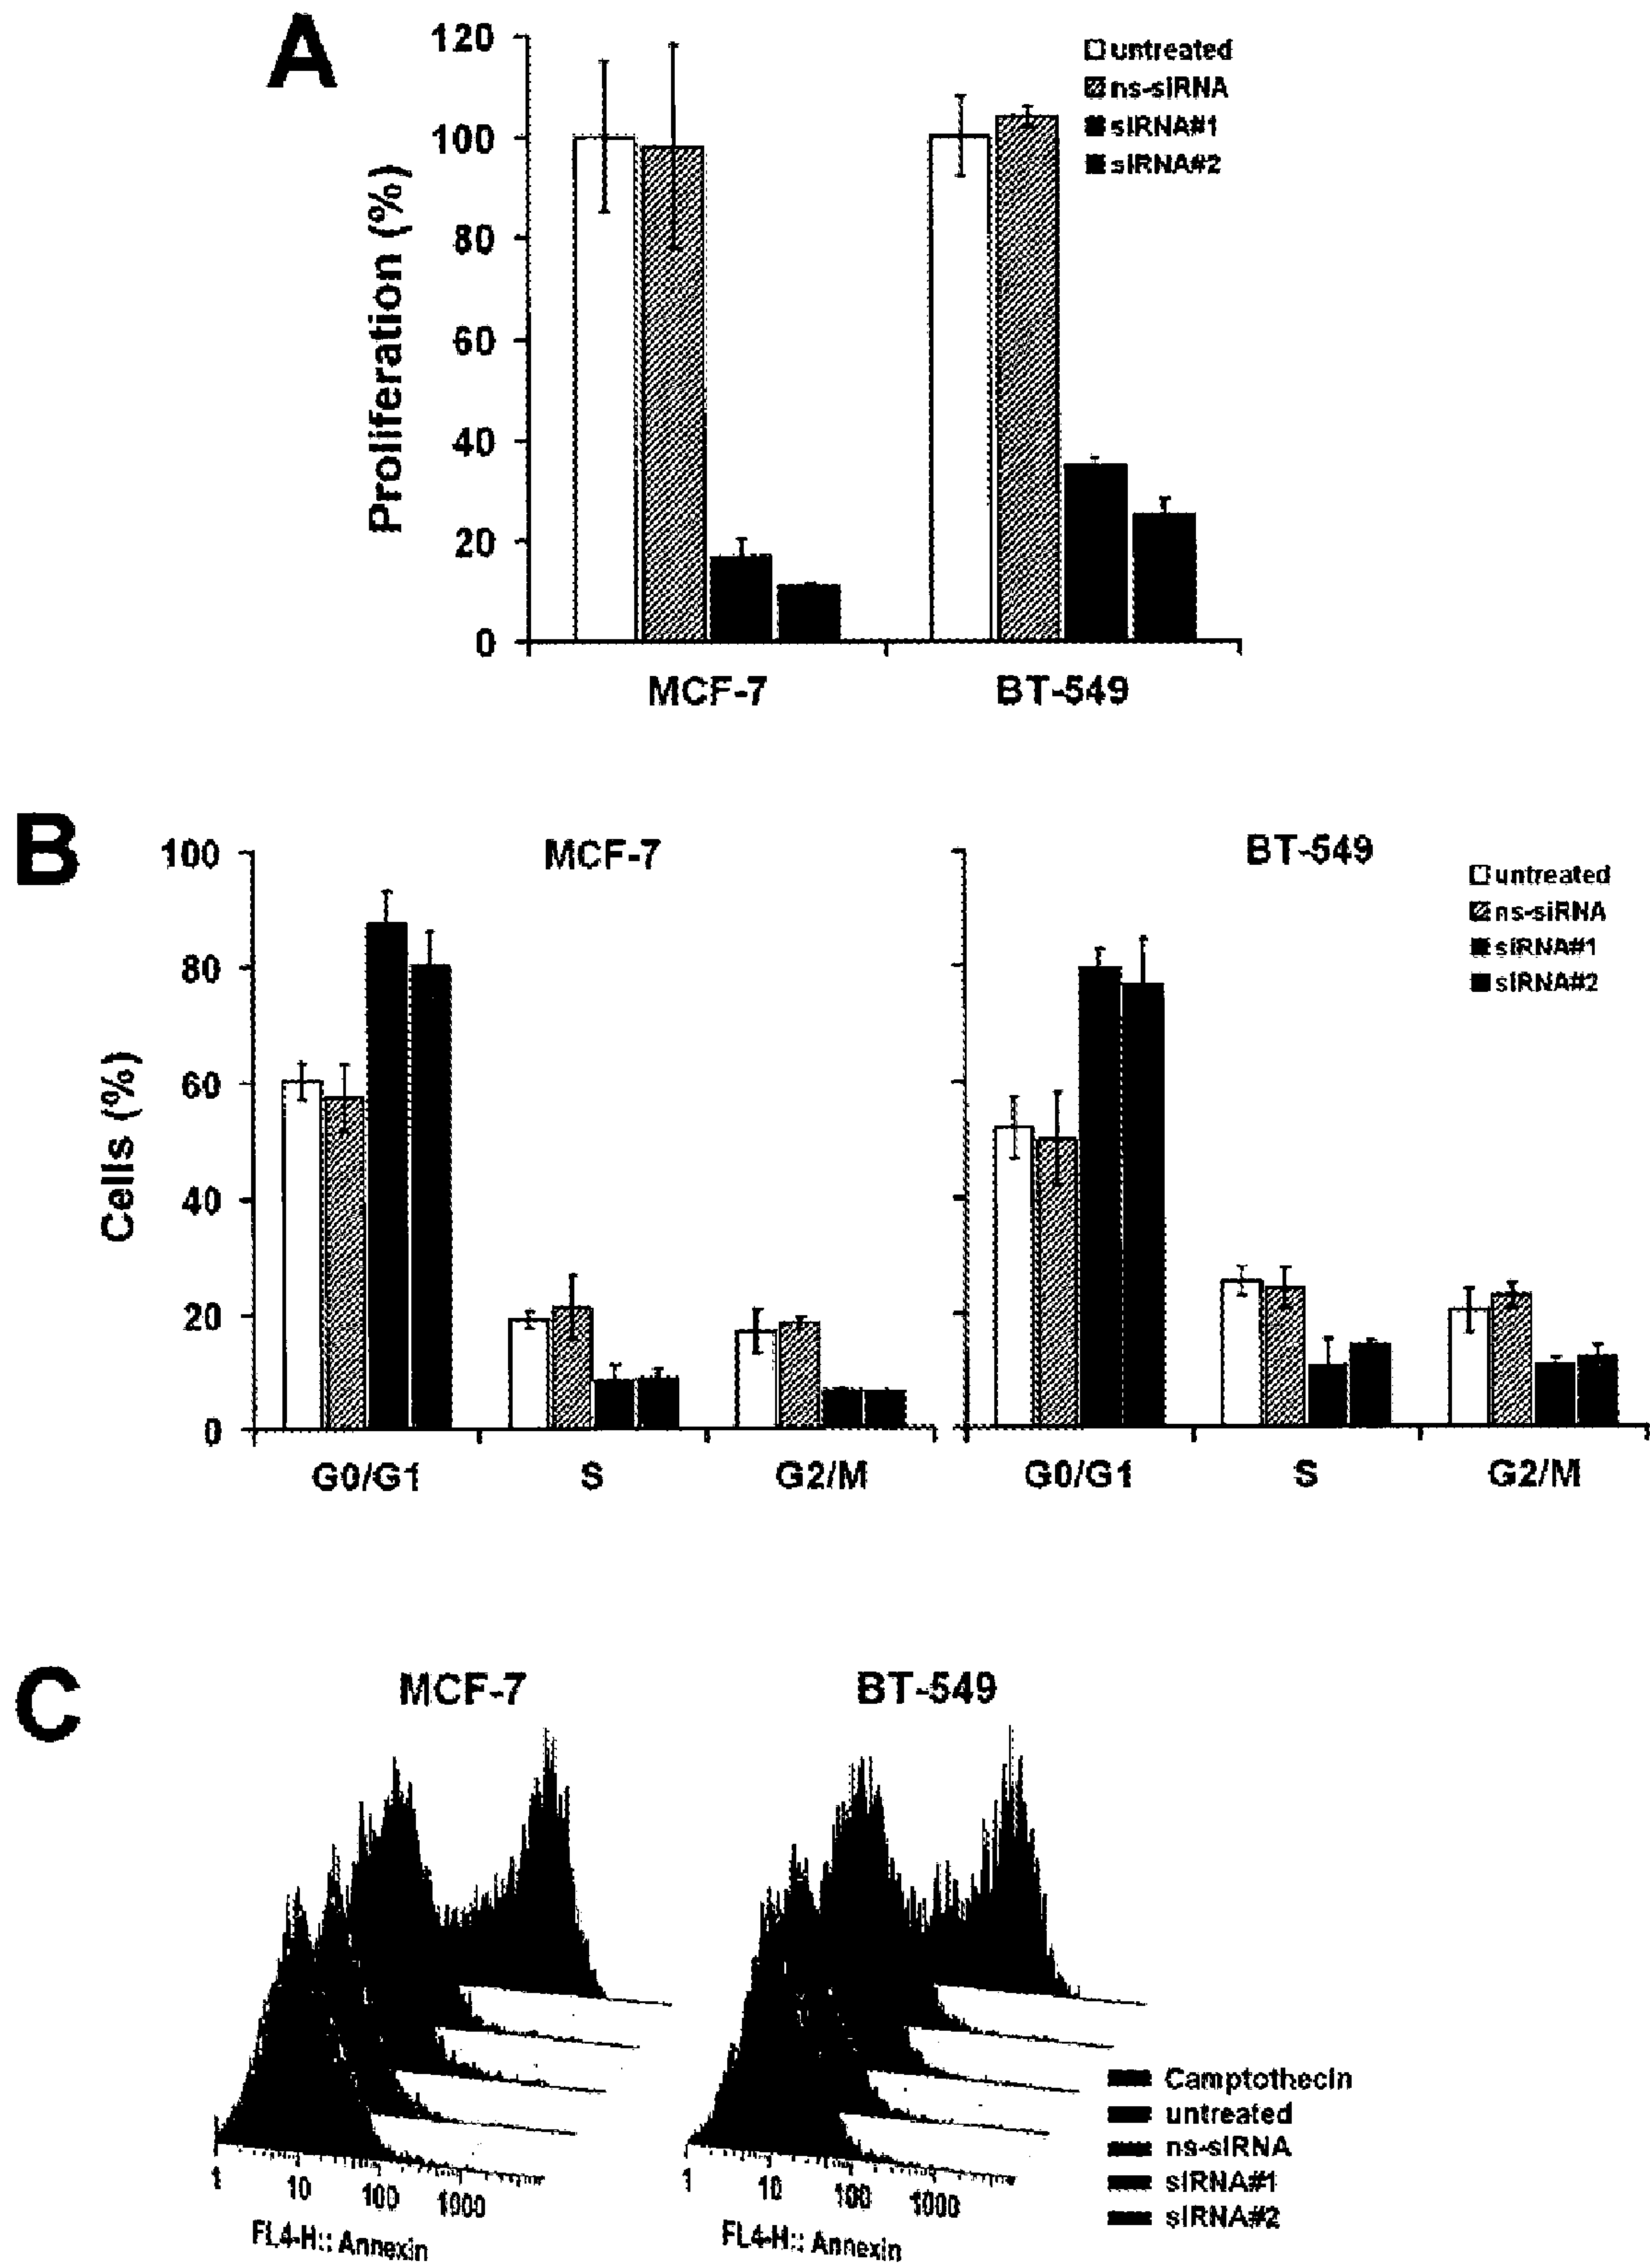 A
120
100
80
60
40
20
0
Proliferation (%)
untreated
ns-siRNA
siRNA#1
siRNA#2
MCF-7 BT-549
B
MCF-7 BT-549
100
80
60
40
20
0
Cells (%)
untreated
ns-siRNA
siRNA#1
siRNA#2
G0/G1 S G2/M G0/G1 S G2/M
C
MCF-7 BT-549
Camptothecin
untreated
ns-siRNA
siRNA#1
siRNA#2
1 10 100 1000 1 10 100 1000
FL4-H:: Annexin FL4-H:: Annexin